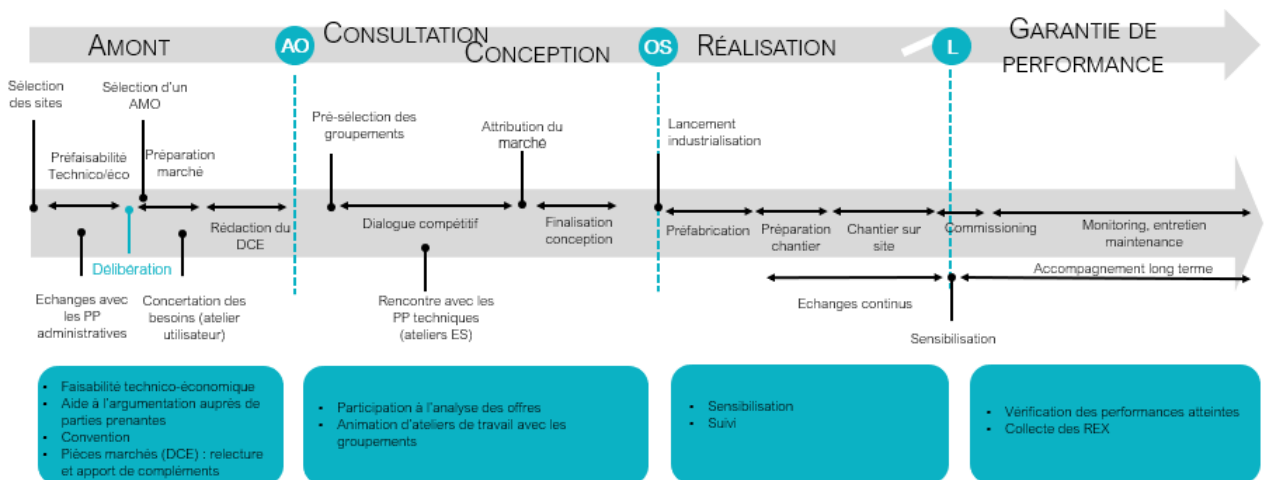 AMONT
AO
CONSULTATION
CONCEPTION
OS
RÉALISATION
L
GARANTIE DE
PERFORMANCE
Sélection
des sites
Sélection d'un
AMO
Préfaisabilité
Technico/éco
Préparation
marché
Rédaction du
DCE
Délibération
Echanges avec
les PP
administratives
Concertation des
besoins (atelier
utilisateur)
Pré-sélection des
groupements
Attribution du
marché
Dialogue compétitif
Finalisation
conception
Rencontre avec les
PP techniques
(ateliers ES)
Lancement
industrialisation
Préfabrication
Préparation
chantier
Chantier sur
site
Commissioning
Monitoring, entretien
maintenance
Echanges continus
Accompagnement long terme
Sensibilisation
• Faisabilité technico-économique
• Aide à l'argumentation auprès de
parties prenantes
• Convention
• Pièces marchés (DCE) : relecture
et apport de compléments
• Participation à l'analyse des offres
• Animation d'ateliers de travail avec les
groupements
• Sensibilisation
• Suivi
• Vérification des performances atteintes
• Collecte des REX